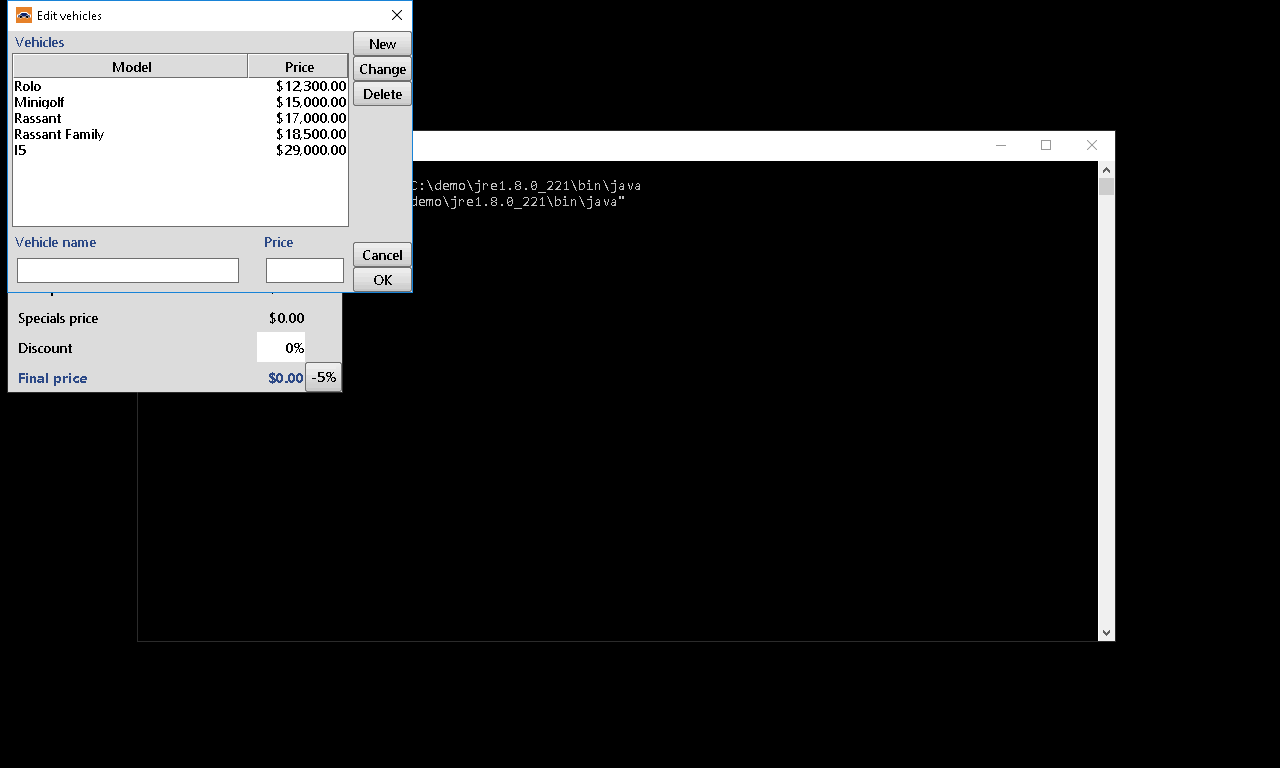 Edit vehicles
Vehicles
New
Model Price
Change
Rolo $12,300.00
Delete
Minigolf $15,000.00
Rassant $17,000.00
Rassant Family $18,500.00
I5 $29,000.00
C:\demo\jre1.8.0_221\bin\java
demo\jre1.8.0_221\bin\java"
Vehicle name Price
Cancel
OK
Specials price $0.00
Discount 0%
Final price $0.00 -5%